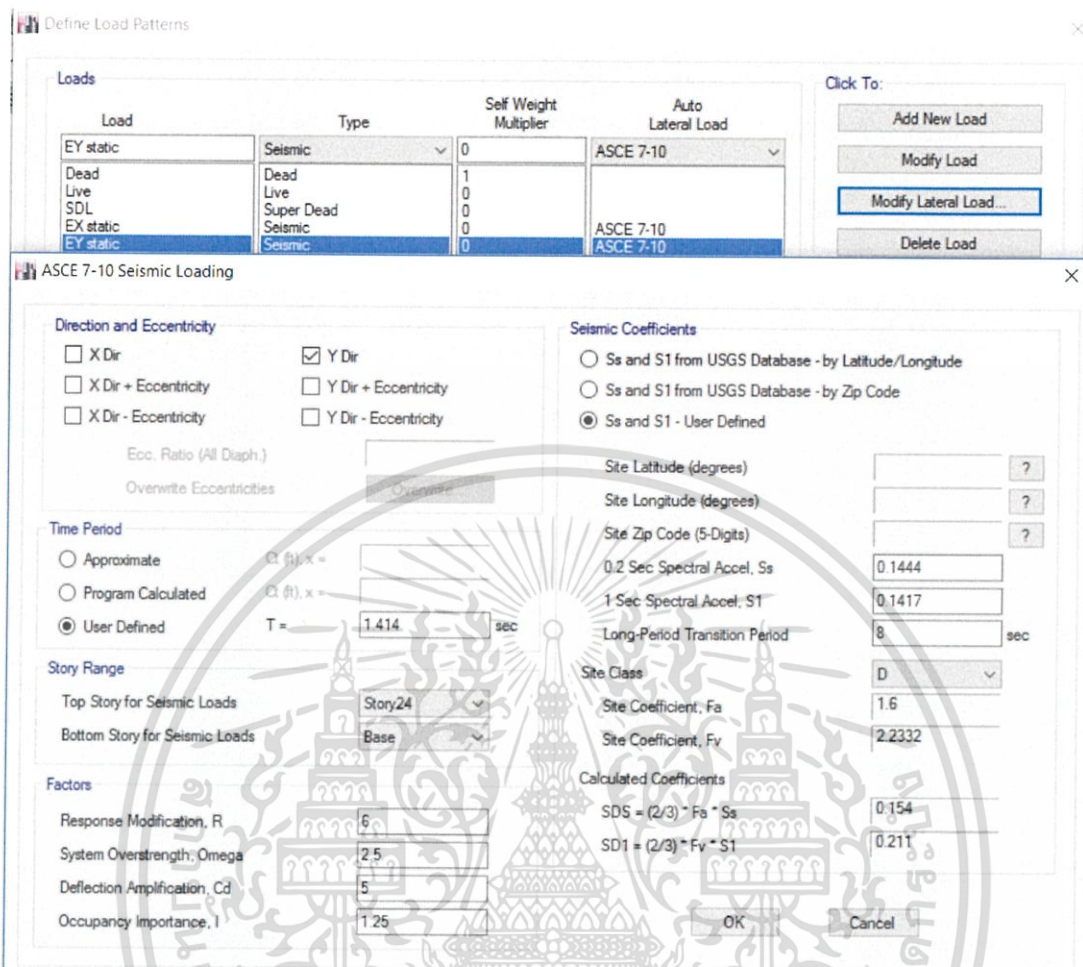 Define Load Patterns
Loads
Click To:
Load Type Self Weight Multiplier Auto Lateral Load
EY static Seismic 0 ASCE 7-10
Dead Dead 1
Live Live 0
SDL Super Dead 0
EX static Seismic 0 ASCE 7-10
EY static Seismic 0 ASCE 7-10
Add New Load
Modify Load
Modify Lateral Load...
Delete Load
ASCE 7-10 Seismic Loading
Direction and Eccentricity
X Dir Y Dir
X Dir + Eccentricity Y Dir + Eccentricity
X Dir - Eccentricity Y Dir - Eccentricity
Ecc. Ratio (All Diaph.)
Overwrite Eccentricities Overwrite
Time Period
Approximate Ct (ft), x =
Program Calculated Ct (ft), x =
User Defined T = 1.414 sec
Story Range
Top Story for Seismic Loads Story24
Bottom Story for Seismic Loads Base
Factors
Response Modification, R 6
System Overstrength, Omega 2.5
Deflection Amplification, Cd 5
Occupancy Importance, I 1.25
Seismic Coefficients
Ss and S1 from USGS Database - by Latitude/Longitude
Ss and S1 from USGS Database - by Zip Code
Ss and S1 - User Defined
Site Latitude (degrees) ?
Site Longitude (degrees) ?
Site Zip Code (5-Digits) ?
0.2 Sec Spectral Accel, Ss 0.1444
1 Sec Spectral Accel, S1 0.1417
Long-Period Transition Period 8 sec
Site Class D
Site Coefficient, Fa 1.6
Site Coefficient, Fv 2.2332
Calculated Coefficients
SDS = (2/3) * Fa * Ss 0.154
SD1 = (2/3) * Fv * S1 0.211
OK Cancel